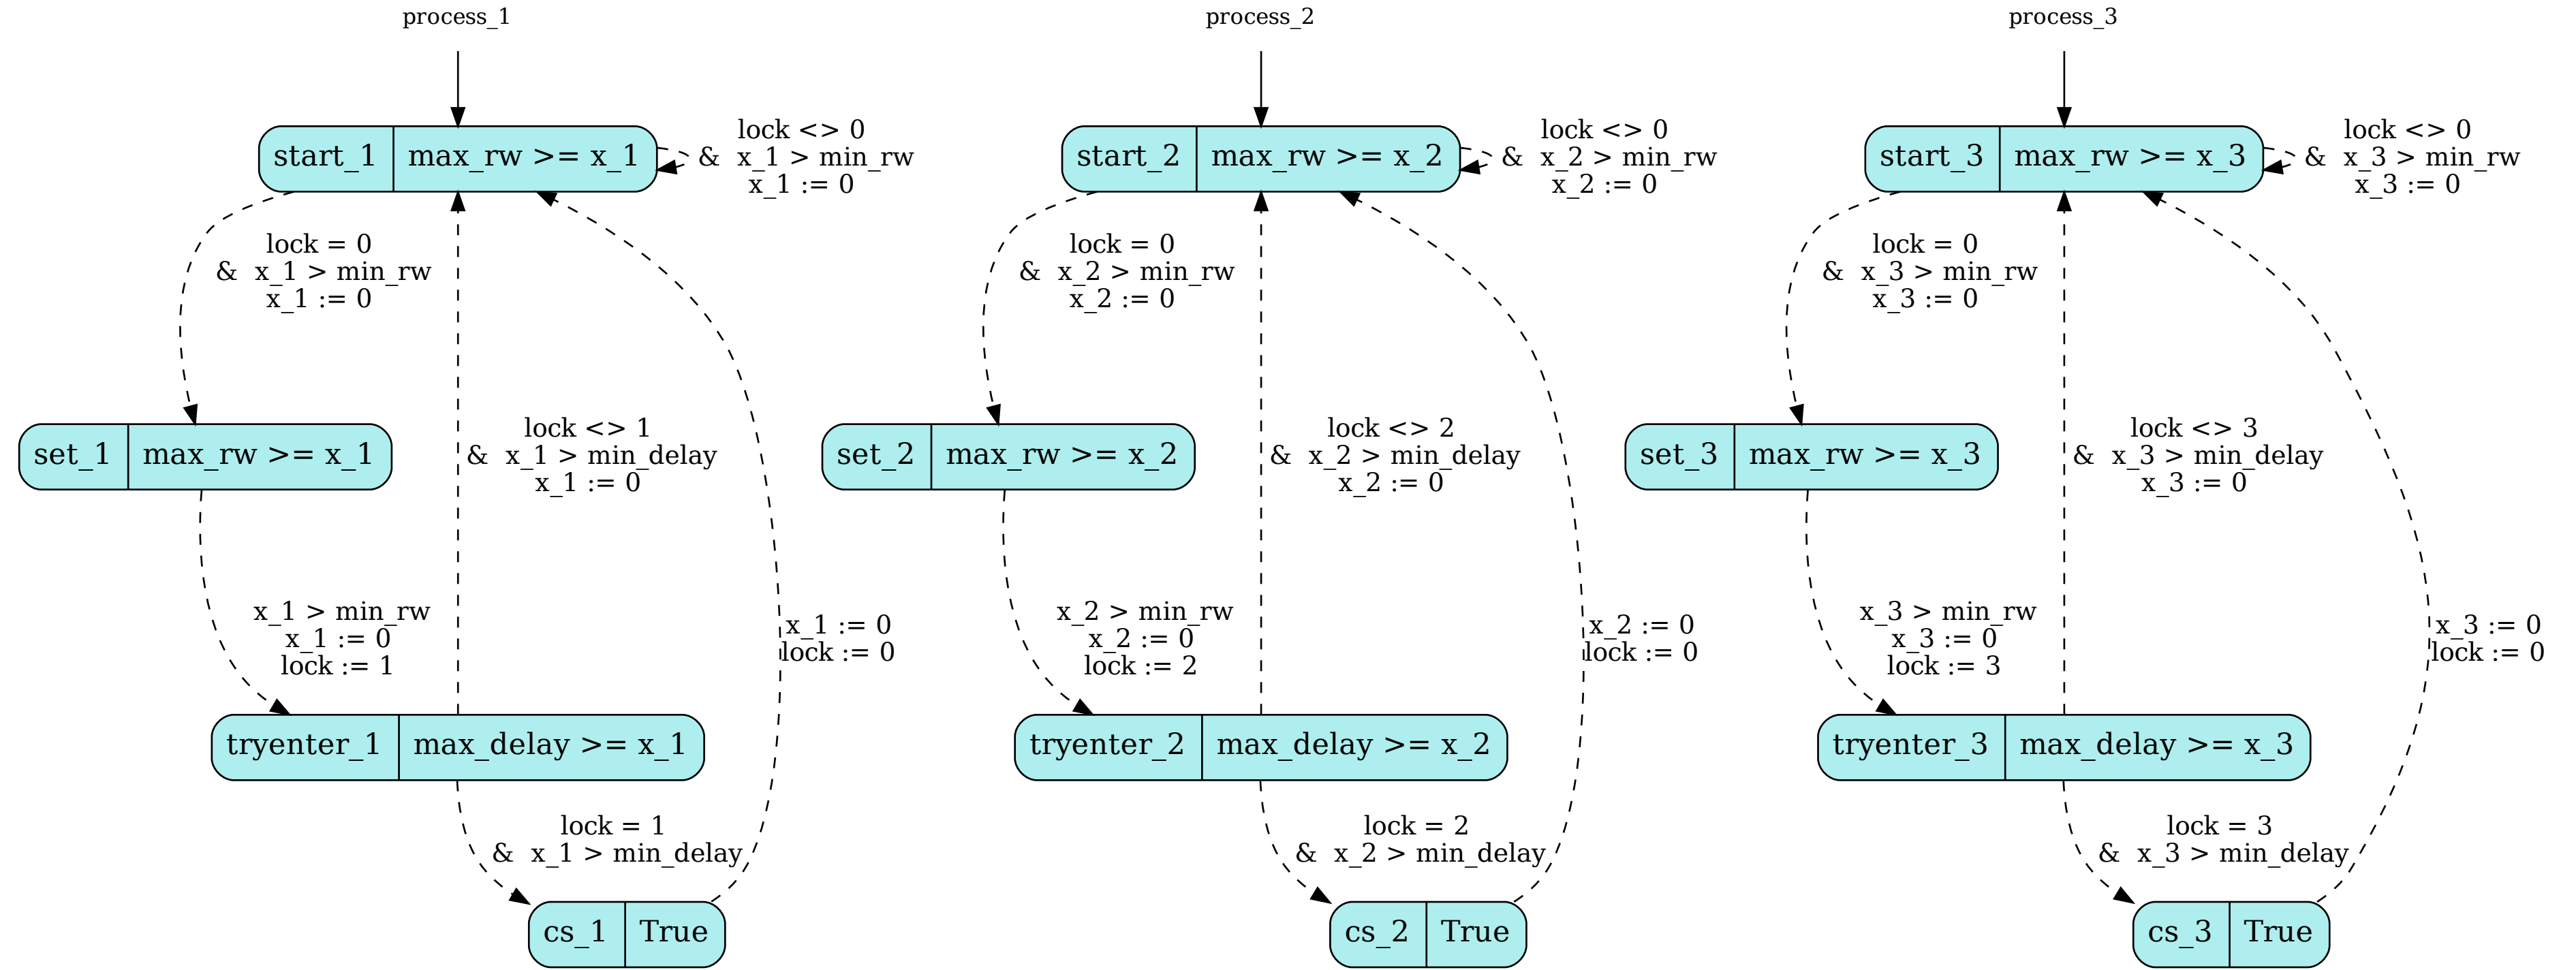 process_1
start_1 max_rw >= x_1
lock <> 0
& x_1 > min_rw
x_1 := 0
lock = 0
& x_1 > min_rw
x_1 := 0
set_1 max_rw >= x_1
lock <> 1
& x_1 > min_delay
x_1 := 0
x_1 > min_rw
x_1 := 0
lock := 1
x_1 := 0
lock := 0
tryenter_1 max_delay >= x_1
lock = 1
& x_1 > min_delay
cs_1 True
process_2
start_2 max_rw >= x_2
lock <> 0
& x_2 > min_rw
x_2 := 0
lock = 0
& x_2 > min_rw
x_2 := 0
set_2 max_rw >= x_2
lock <> 2
& x_2 > min_delay
x_2 := 0
x_2 > min_rw
x_2 := 0
lock := 2
x_2 := 0
lock := 0
tryenter_2 max_delay >= x_2
lock = 2
& x_2 > min_delay
cs_2 True
process_3
start_3 max_rw >= x_3
lock <> 0
& x_3 > min_rw
x_3 := 0
lock = 0
& x_3 > min_rw
x_3 := 0
set_3 max_rw >= x_3
lock <> 3
& x_3 > min_delay
x_3 := 0
x_3 > min_rw
x_3 := 0
lock := 3
x_3 := 0
lock := 0
tryenter_3 max_delay >= x_3
lock = 3
& x_3 > min_delay
cs_3 True